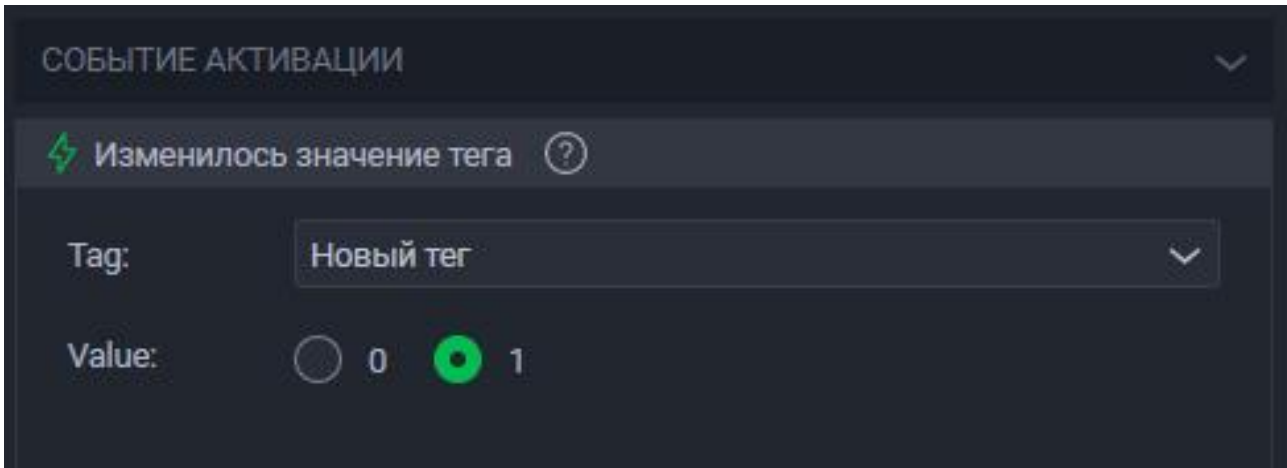 СОБЫТИЕ АКТИВАЦИИ
Изменилось значение тега ?
Tag: Новый тег
Value: 0 1